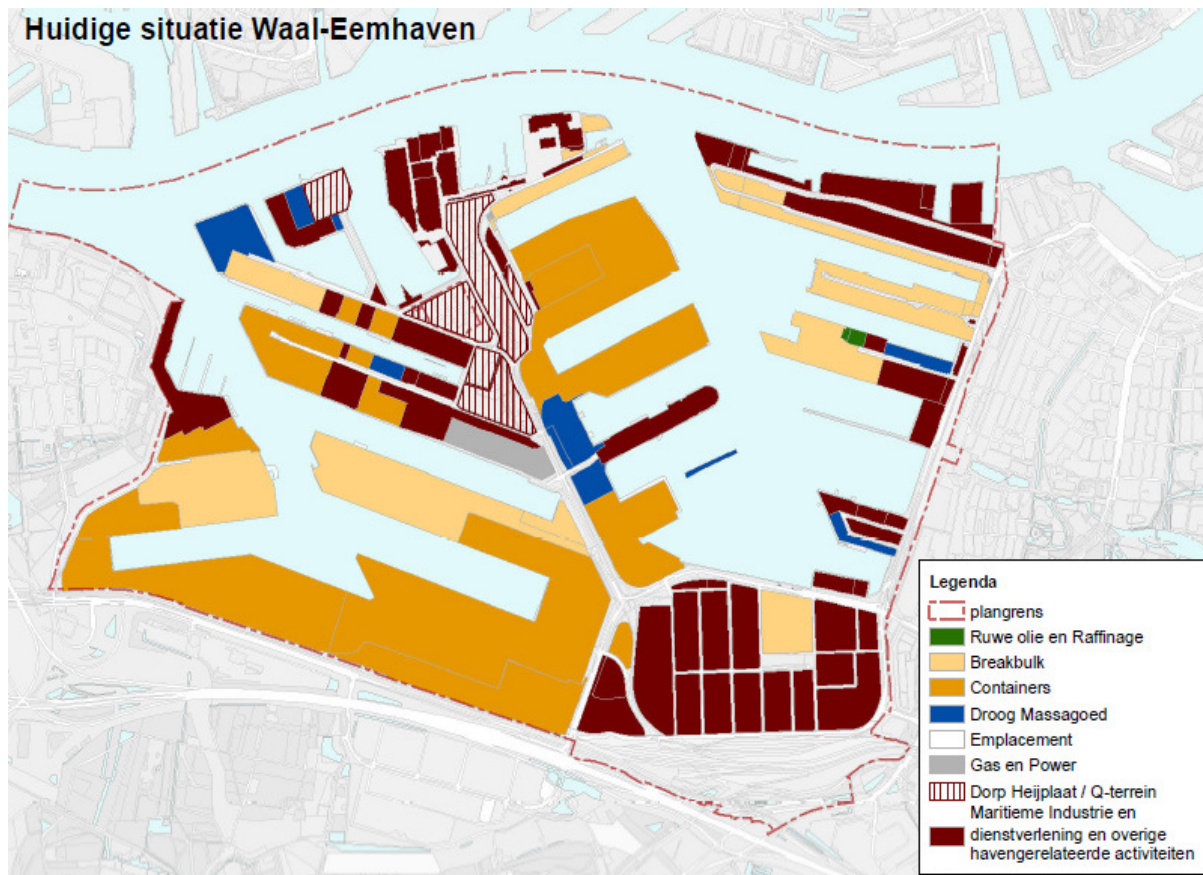 Huidige situatie Waal-Eemhaven
Legenda
plangrens
Ruwe olie en Raffinage
Breakbulk
Containers
Droog Massagoed
Emplacement
Gas en Power
Dorp Heijplaat / Q-terrein
Maritieme Industrie en
dienstverlening en overige
havengerelateerde activiteiten